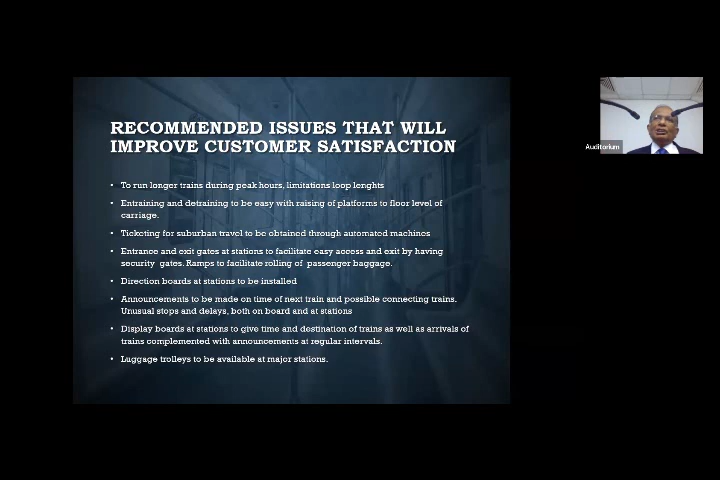 RECOMMENDED ISSUES THAT WILL
IMPROVE CUSTOMER SATISFACTION
• To run longer trains during peak hours, limitations loop lenghts
• Entraining and detraining to be easy with raising of platforms to floor level of
carriage.
• Ticketing for suburban travel to be obtained through automated machines
• Entrance and exit gates at stations to facilitate easy access and exit by having
security gates. Ramps to facilitate rolling of passenger baggage.
• Direction boards at stations to be installed
• Announcements to be made on time of next train and possible connecting trains.
Unusual stops and delays, both on board and at stations
• Display boards at stations to give time and destination of trains as well as arrivals of
trains complemented with announcements at regular intervals.
• Luggage trolleys to be available at major stations.
Auditorium